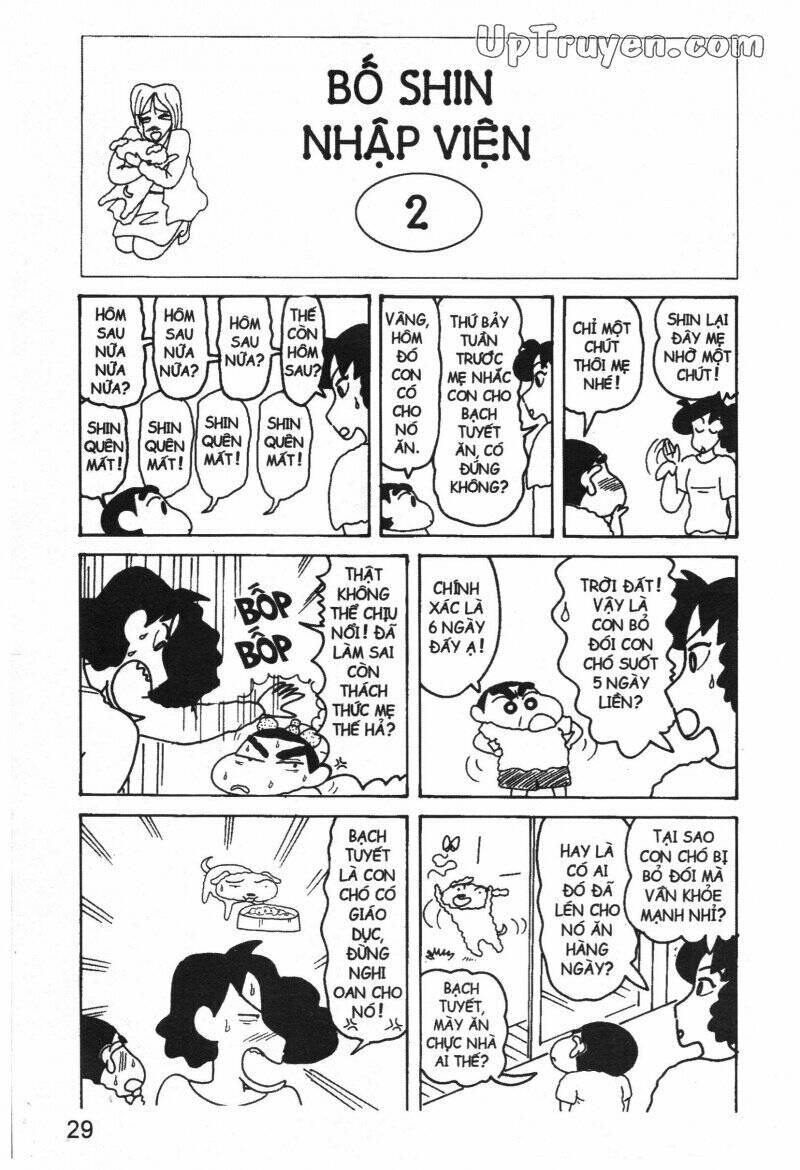 UpTruyen.com
BỐ SHIN
NHẬP VIỆN
2
SHIN LẠI
ĐÂY MẸ
NHỜ MỘT
CHÚT!
CHỈ MỘT
CHÚT
THÔI MẸ
NHÉ!
THỨ BẢY
TUẦN
TRƯỚC
MẸ NHẮC
CON CHO
BẠCH
TUYẾT
ĂN, CÓ
ĐÚNG
KHÔNG?
VÂNG,
HÔM
ĐÓ CON
CÓ
CHO
NÓ
ĂN.
THẾ
CÒN
HÔM
SAU?
SHIN
QUÊN
MẤT!
HÔM
SAU
NỮA?
SHIN
QUÊN
MẤT!
HÔM
SAU
NỮA
NỮA?
SHIN
QUÊN
MẤT!
HÔM
SAU
NỮA
NỮA
NỮA?
SHIN
QUÊN
MẤT!
TRỜI ĐẤT!
VẬY LÀ
CON BỎ
ĐÓI CON
CHÓ SUỐT
5 NGÀY
LIỀN?
CHÍNH
XÁC LÀ
6 NGÀY
ĐẤY Ạ!
THẬT
KHÔNG
THỂ CHỊU
NỔI! ĐÃ
LÀM SAI
CÒN
THÁCH
THỨC MẸ
THẾ HẢ?
BỐP
BỐP
TẠI SAO
CON CHÓ BỊ
BỎ ĐÓI MÀ
VẪN KHỎE
MẠNH NHỈ?
HAY LÀ
CÓ AI
ĐÓ ĐÃ
LÉN CHO
NÓ ĂN
HÀNG
NGÀY?
BẠCH
TUYẾT,
MÀY ĂN
CHỰC NHÀ
AI THẾ?
BẠCH
TUYẾT
LÀ CON
CHÓ CÓ
GIÁO
DỤC,
ĐỪNG
NGHI
OAN CHO
NÓ!
29